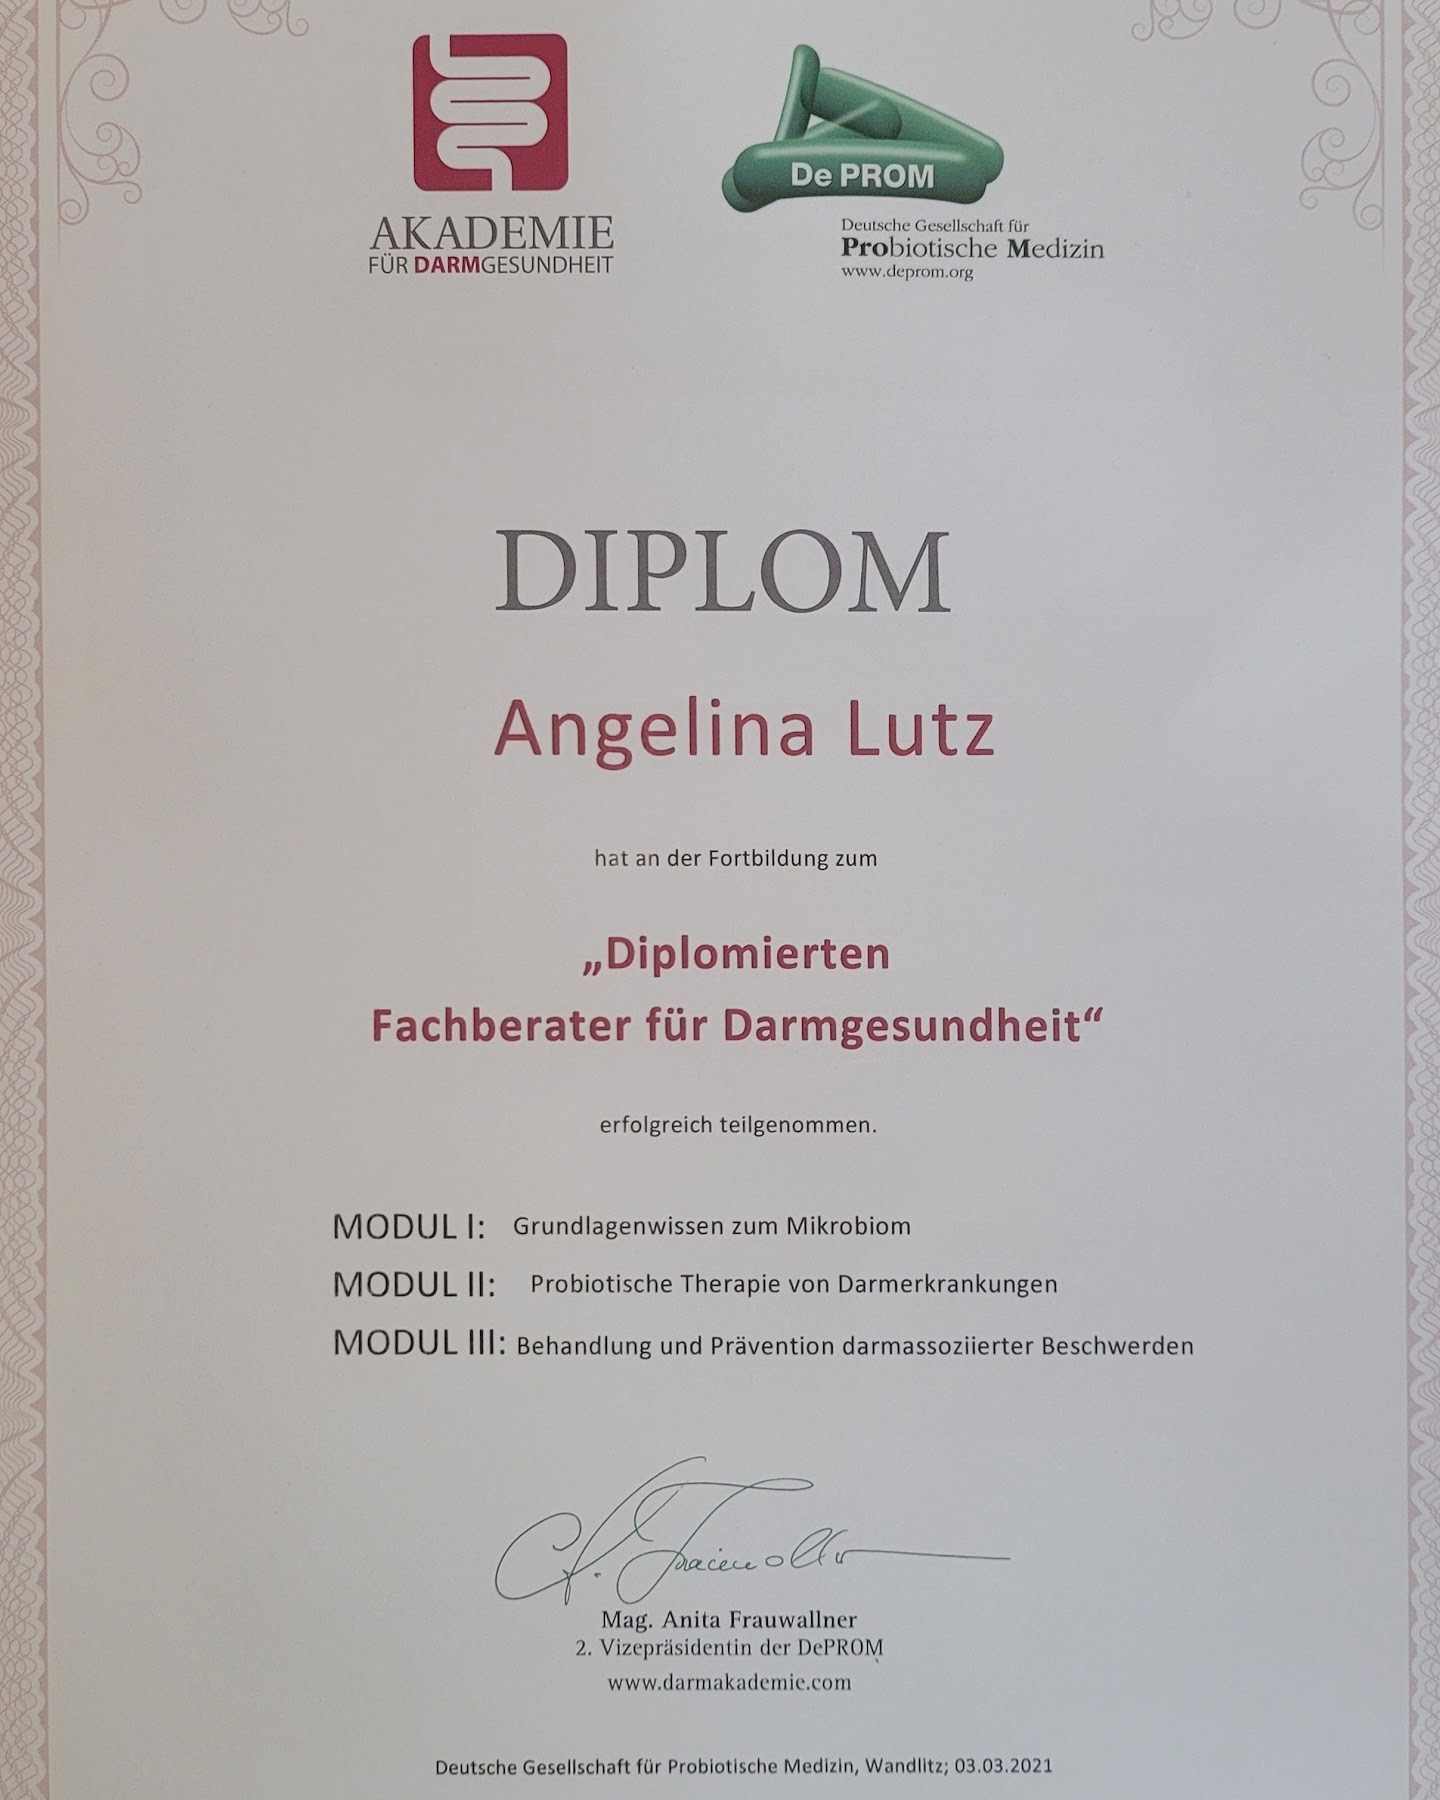 AKADEMIE
FÜR DARMGESUNDHEIT
De PROM
Deutsche Gesellschaft für
Probiotische Medizin
www.deprom.org
DIPLOM
Angelina Lutz
hat an der Fortbildung zum
„Diplomierten
Fachberater für Darmgesundheit“
erfolgreich teilgenommen.
MODUL I: Grundlagenwissen zum Mikrobiom
MODUL II: Probiotische Therapie von Darmerkrankungen
MODUL III: Behandlung und Prävention darmassoziierter Beschwerden
A. Frauwallner
Mag. Anita Frauwallner
2. Vizepräsidentin der DePROM
www.darmakademie.com
Deutsche Gesellschaft für Probiotische Medizin, Wandlitz; 03.03.2021